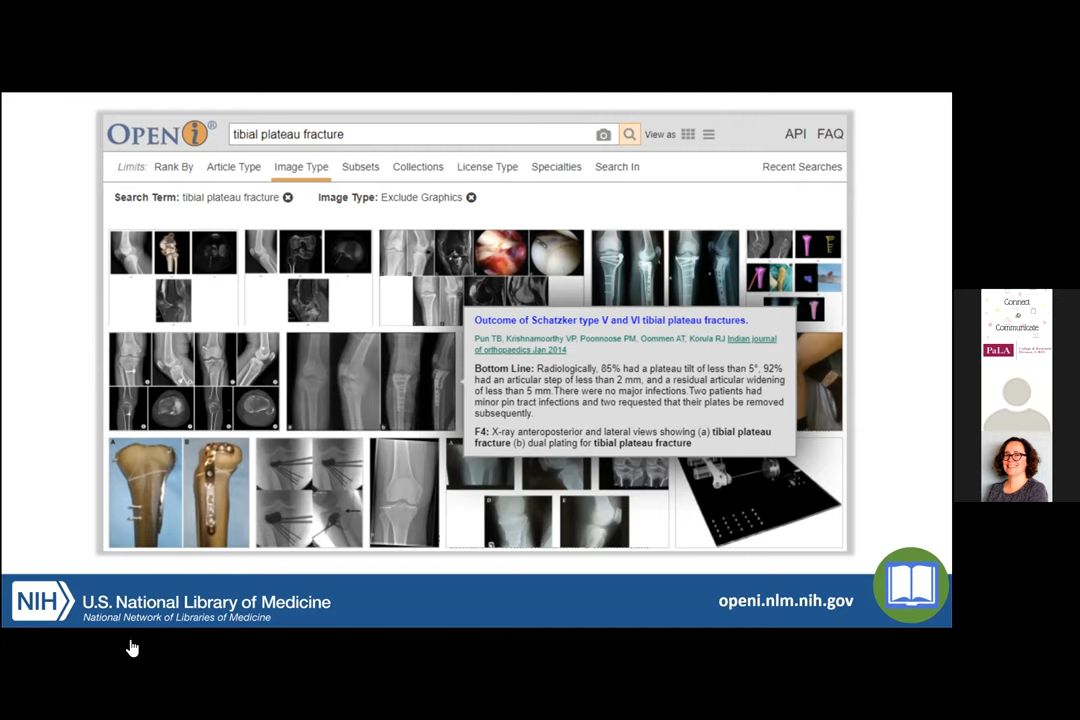 OPENi®
tibial plateau fracture
View as
API FAQ
Limits: Rank By Article Type Image Type Subsets Collections License Type Specialties Search In Recent Searches
Search Term: tibial plateau fracture Image Type: Exclude Graphics
Outcome of Schatzker type V and VI tibial plateau fractures.
Pun TB, Krishnamoorthy VP, Poonnoose PM, Oommen AT, Korula RJ Indian journal
of orthopaedics Jan 2014
Bottom Line: Radiologically, 85% had a plateau tilt of less than 5°, 92%
had an articular step of less than 2 mm, and a residual articular widening
of less than 5 mm.There were no major infections.Two patients had
minor pin tract infections and two requested that their plates be removed
subsequently.
F4: X-ray anteroposterior and lateral views showing (a) tibial plateau
fracture (b) dual plating for tibial plateau fracture
A B
NIH U.S. National Library of Medicine
National Network of Libraries of Medicine
openi.nlm.nih.gov
Connect
Communicate
PaLA